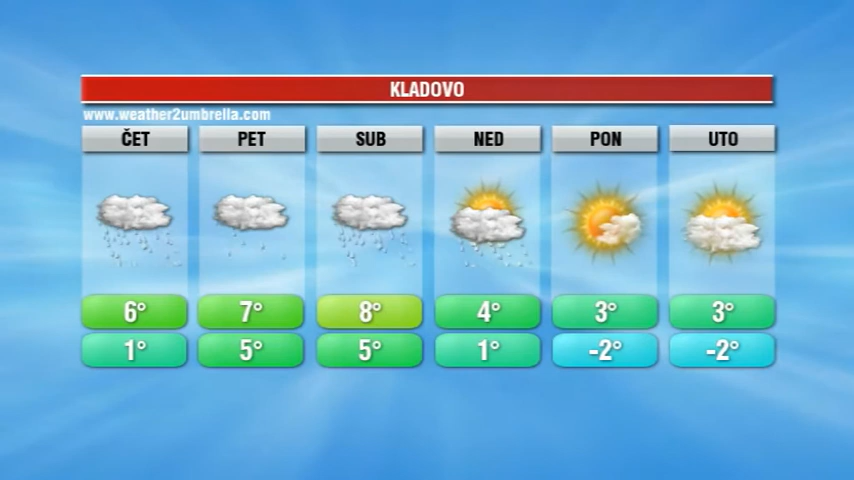 KLADOVO
www.weather2umbrella.com
ČET PET SUB NED PON UTO
6° 7° 8° 4° 3° 3°
1° 5° 5° 1° -2° -2°